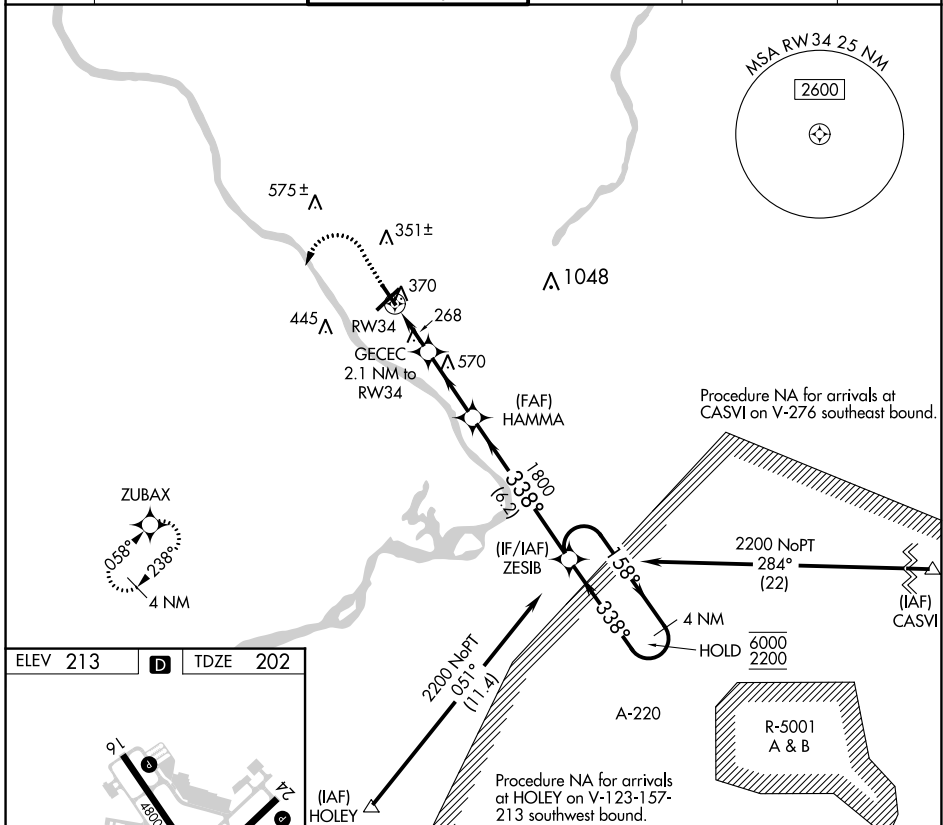 MSA RW34 25 NM
2600
575±
351±
370
1048
445
RW34
268
GECEC
2.1 NM to
RW34
570
(FAF)
HAMMA
Procedure NA for arrivals at
CASVI on V-276 southeast bound.
1800
338°
(6.2)
ZUBAX
058°
238°
4 NM
(IF/IAF)
ZESIB
158°
2200 NoPT
284°
(22)
(IAF)
CASVI
338°
4 NM
HOLD
6000
2200
2200 NoPT
051°
(11.4)
A-220
R-5001
A & B
ELEV 213
D
TDZE 202
16
P
4800
24
P
(IAF)
HOLEY
Procedure NA for arrivals
at HOLEY on V-123-157-
213 southwest bound.